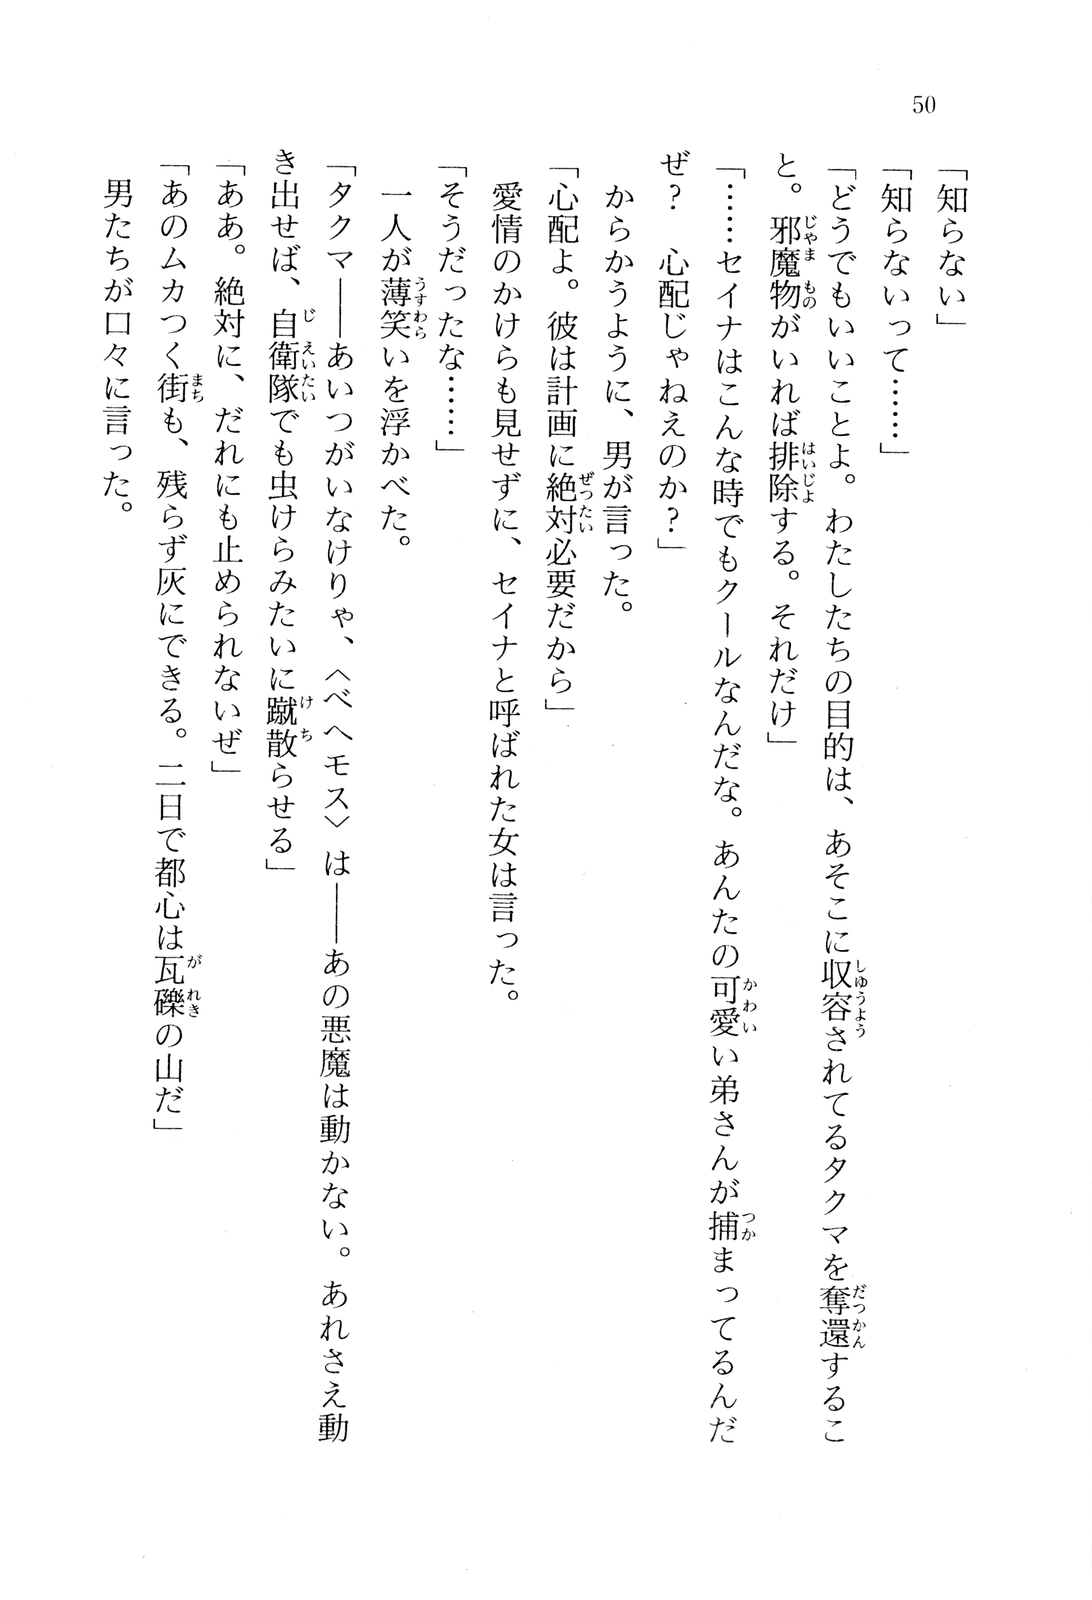 50
「知らない」
「知らないって……」
「どうでもいいことよ。わたしたちの目的は、あそこに収容されてるタクマを奪還するこ
と。邪魔物がいれば排除する。それだけ」
「……セイナはこんな時でもクールなんだな。あんたの可愛い弟さんが捕まってるんだ
ぜ?　心配じゃねえのか?」
　からかうように、男が言った。
「心配よ。彼は計画に絶対必要だから」
　愛情のかけらも見せずに、セイナと呼ばれた女は言った。
「そうだったな……」
　一人が薄笑いを浮かべた。
「タクマ――あいつがいなけりゃ、〈ベヘモス〉は――あの悪魔は動かない。あれさえ動
き出せば、自衛隊でも虫けらみたいに蹴散らせる」
「ああ。絶対に、だれにも止められないぜ」
「あのムカつく街も、残らず灰にできる。二日で都心は瓦礫の山だ」
　男たちが口々に言った。